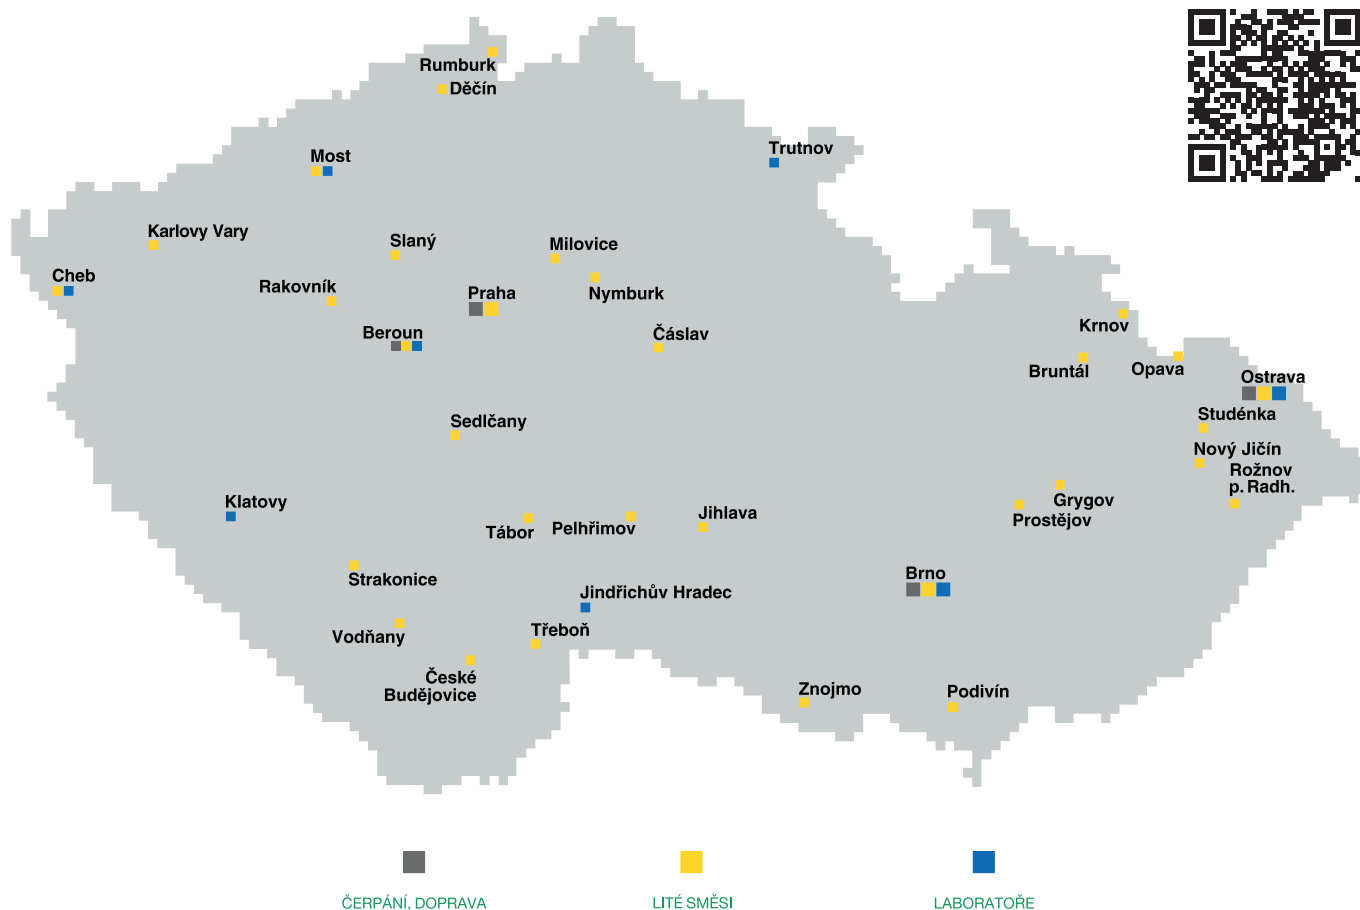 Rumburk
Děčín
Most
Trutnov
Karlovy Vary
Slaný
Milovice
Cheb
Rakovník
Praha
Nymburk
Beroun
Čáslav
Krnov
Bruntál
Opava
Ostrava
Studénka
Sedlčany
Nový Jičín
Rožnov
p. Radh.
Klatovy
Grygov
Prostějov
Tábor
Pelhřimov
Jihlava
Strakonice
Brno
Jindřichův Hradec
Vodňany
Třeboň
České
Budějovice
Znojmo
Podivín
ČERPÁNÍ, DOPRAVA
LITÉ SMĚSI
LABORATOŘE